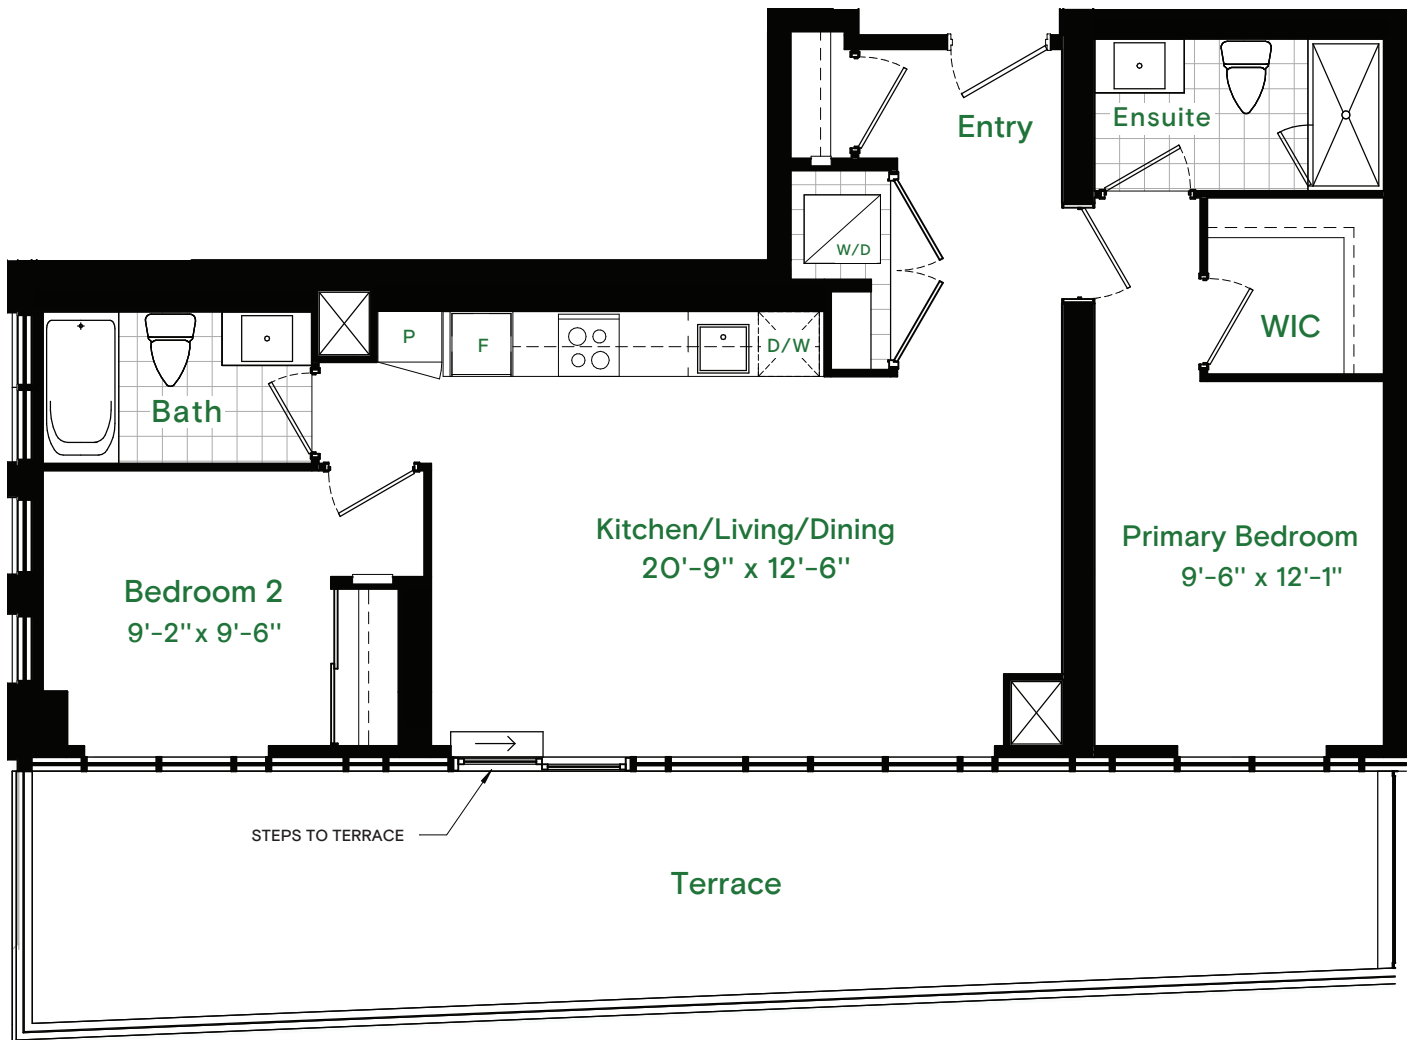 Entry
Ensuite
W/D
WIC
P
F
D/W
Bath
Kitchen/Living/Dining
20'-9" x 12'-6"
Primary Bedroom
9'-6" x 12'-1"
Bedroom 2
9'-2" x 9'-6"
STEPS TO TERRACE
Terrace